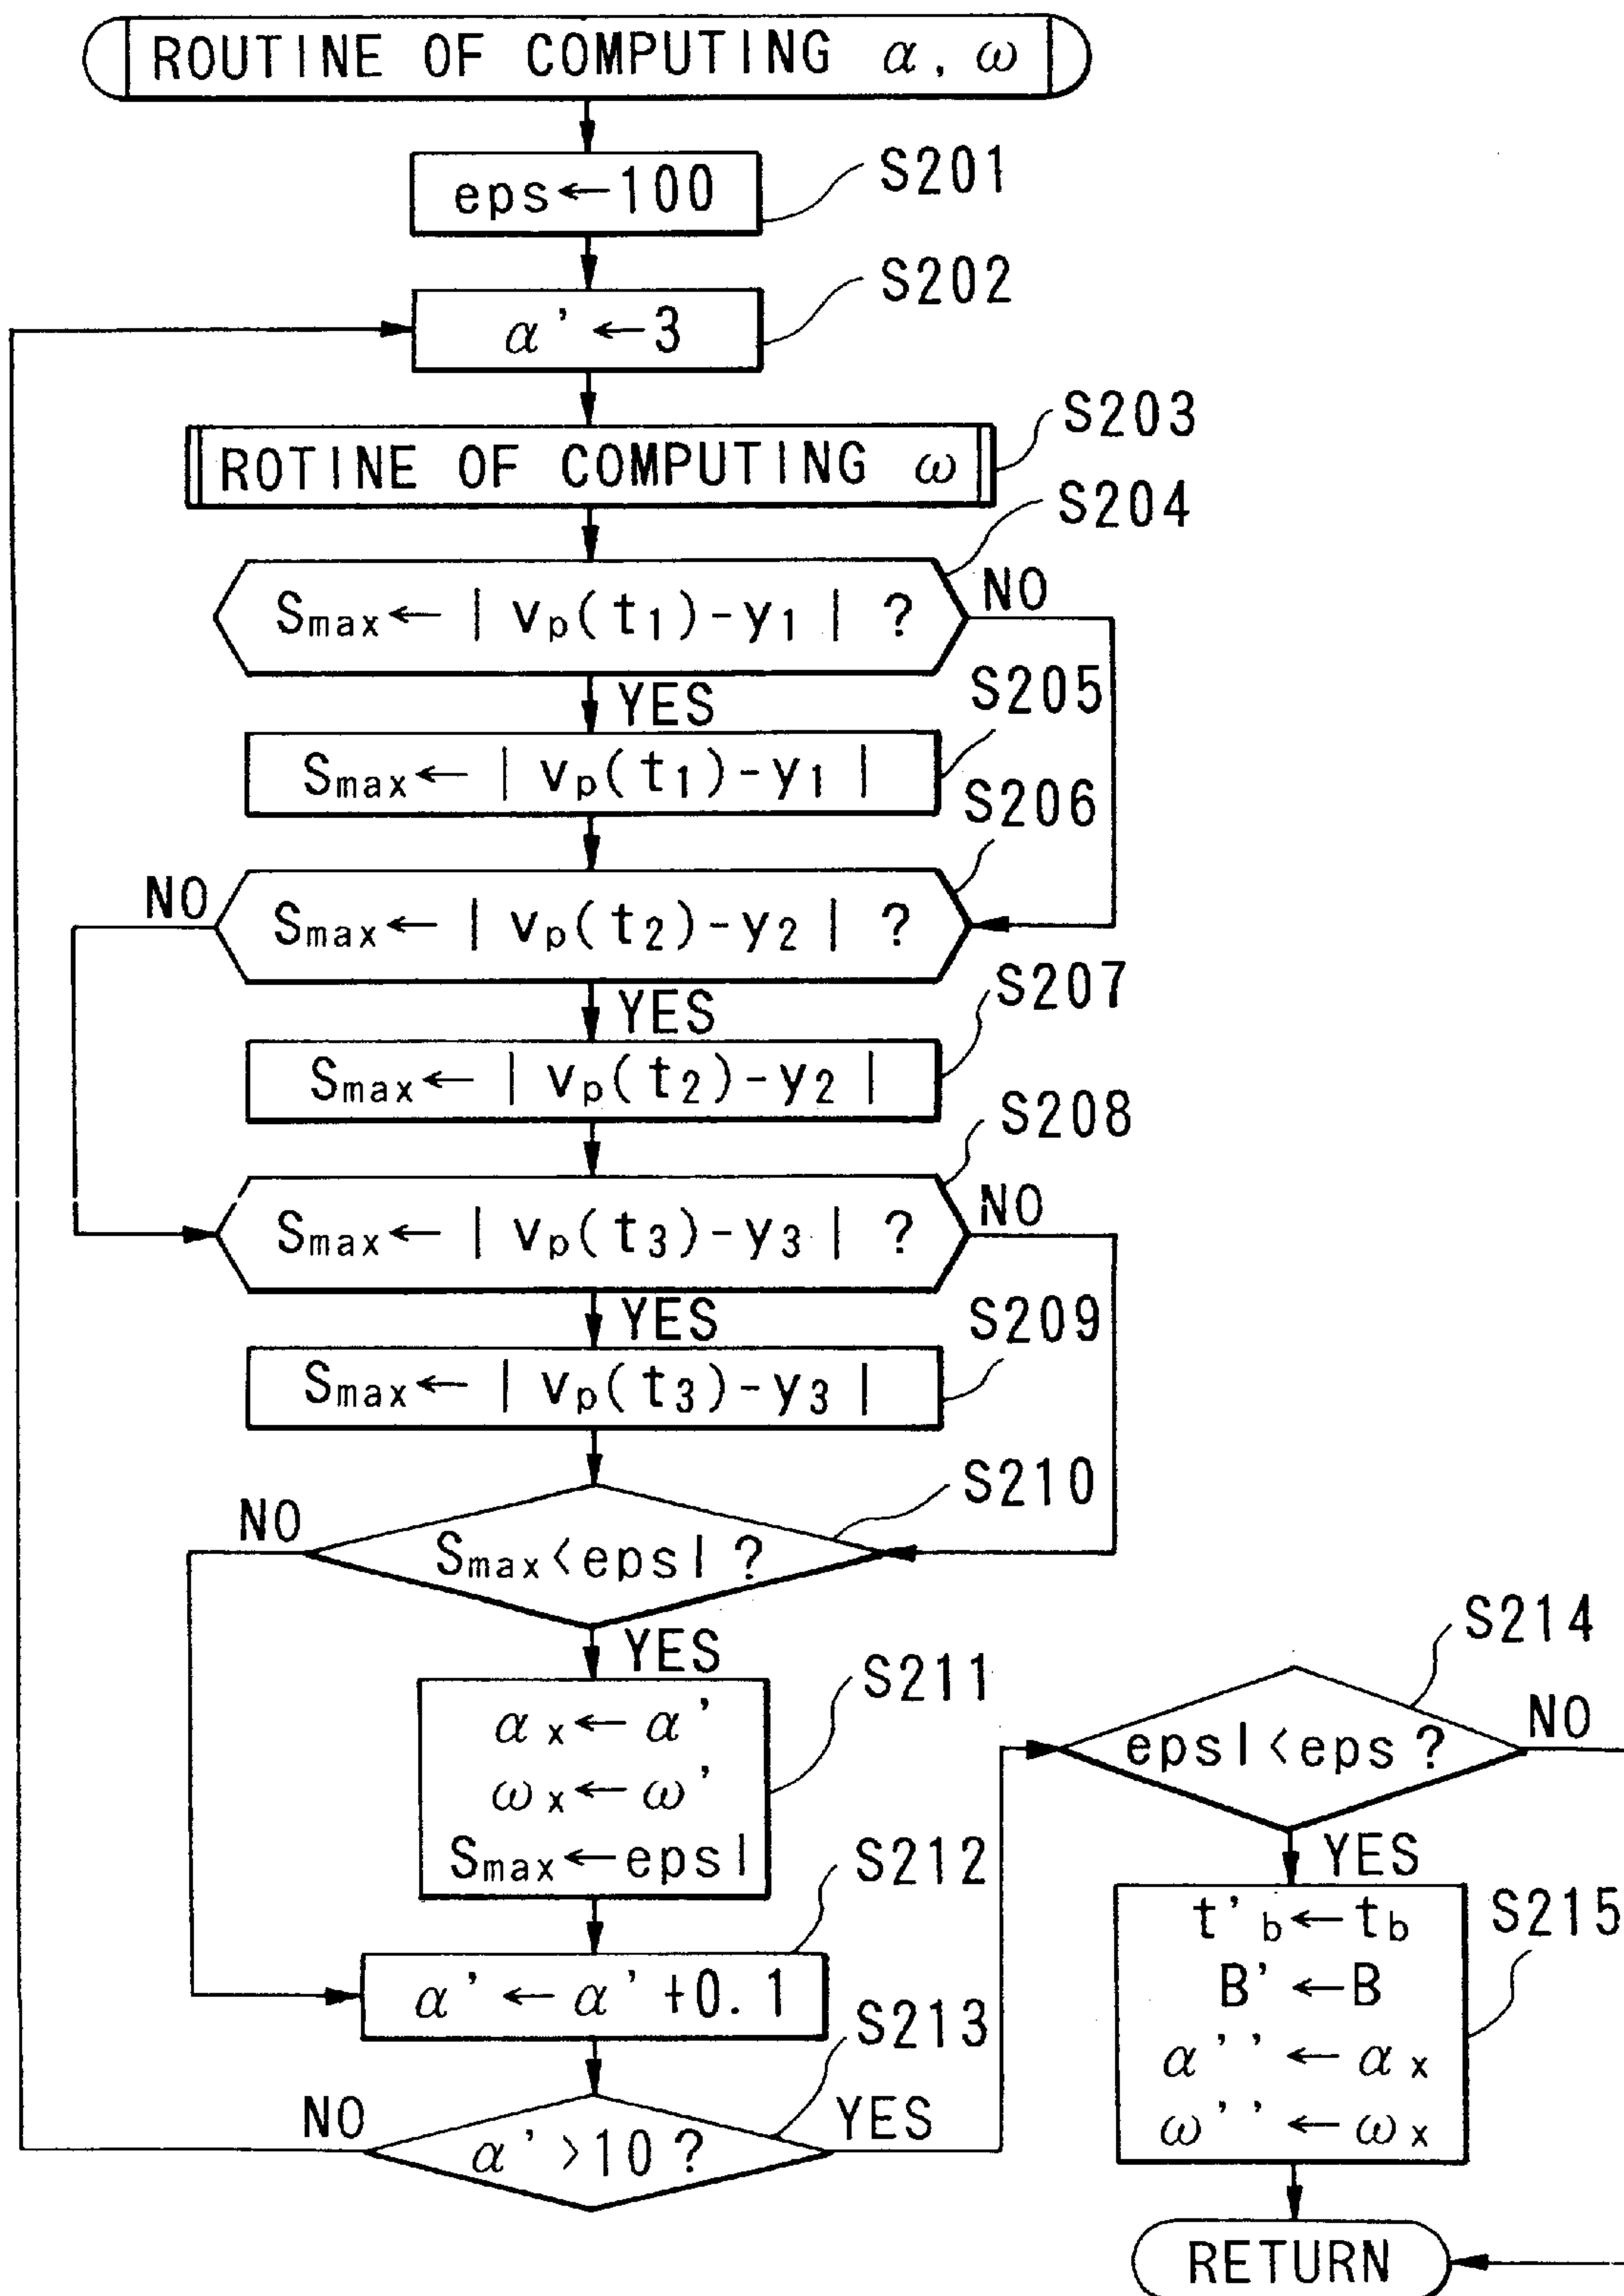 ROUTINE OF COMPUTING α, ω
eps←100
S201
α'←3
S202
ROTINE OF COMPUTING ω
S203
Smax←|vp(t1)-y1| ?
S204
NO
YES
Smax←|vp(t1)-y1|
S205
Smax←|vp(t2)-y2| ?
S206
NO
YES
Smax←|vp(t2)-y2|
S207
Smax←|vp(t3)-y3| ?
S208
NO
YES
Smax←|vp(t3)-y3|
S209
Smax<epsl ?
S210
NO
YES
αx←α'
ωx←ω'
Smax←epsl
S211
α'←α'+0.1
S212
α'>10 ?
S213
NO
YES
epsl<eps ?
S214
NO
YES
t'b←tb
B'←B
α''←αx
ω''←ωx
S215
RETURN